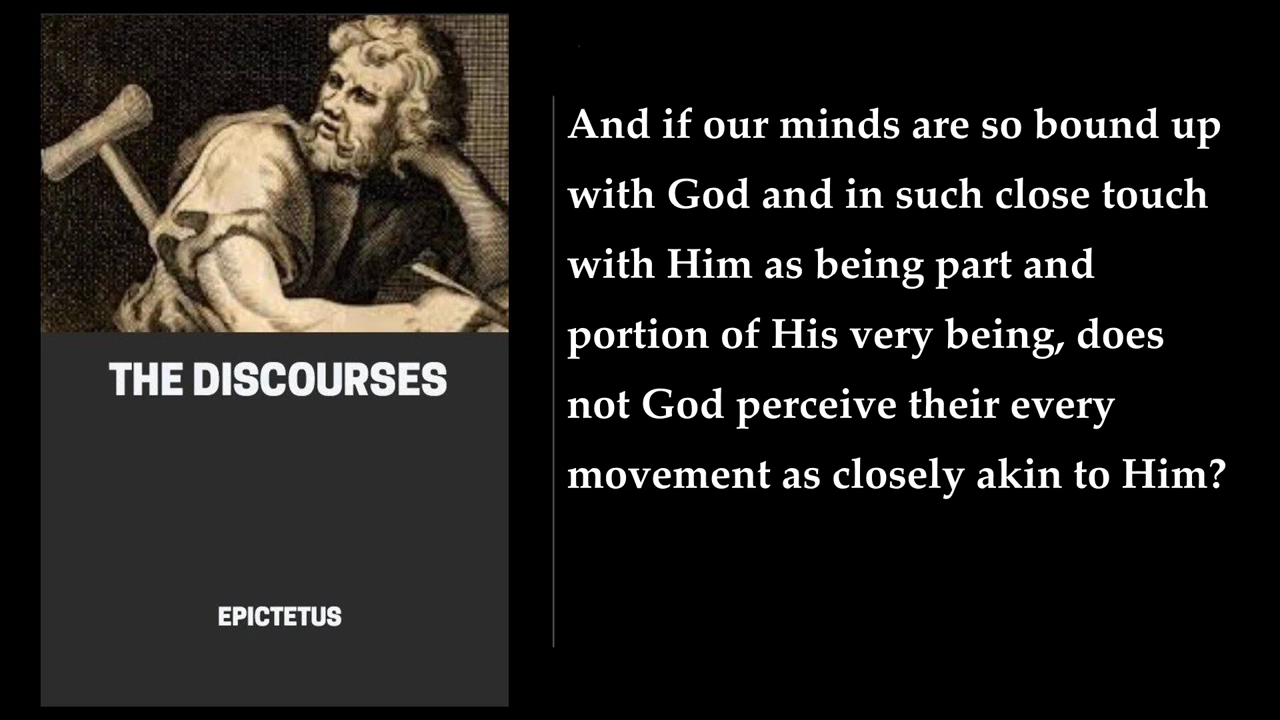 THE DISCOURSES
EPICTETUS
And if our minds are so bound up
with God and in such close touch
with Him as being part and
portion of His very being, does
not God perceive their every
movement as closely akin to Him?